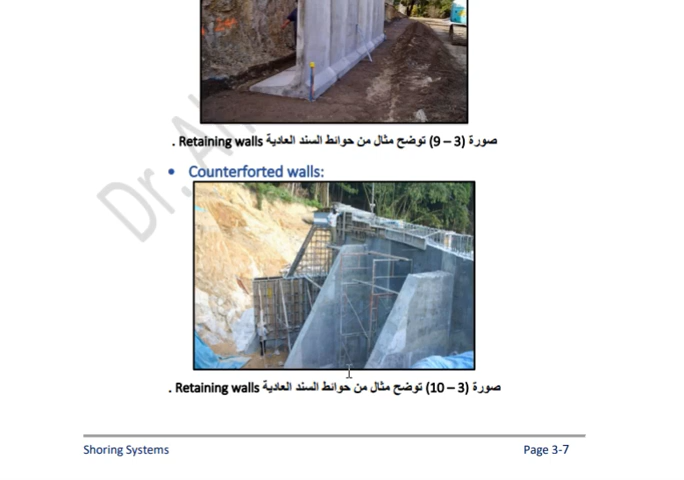 صورة (3 – 9) توضح مثال من حوائط السند العادية Retaining walls .
• Counterforted walls:
صورة (3 – 10) توضح مثال من حوائط السند العادية Retaining walls .
Shoring Systems Page 3-7
Dr.